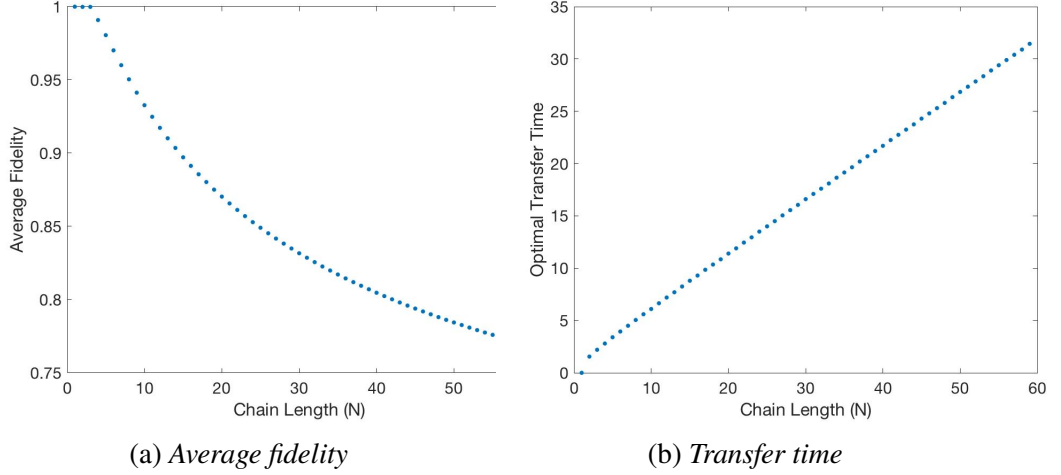 1
0.95
0.9
0.85
0.8
0.75
Average Fidelity
0 10 20 30 40 50
Chain Length (N)
(a) Average fidelity
35
30
25
20
15
10
5
0
Optimal Transfer Time
0 10 20 30 40 50 60
Chain Length (N)
(b) Transfer time